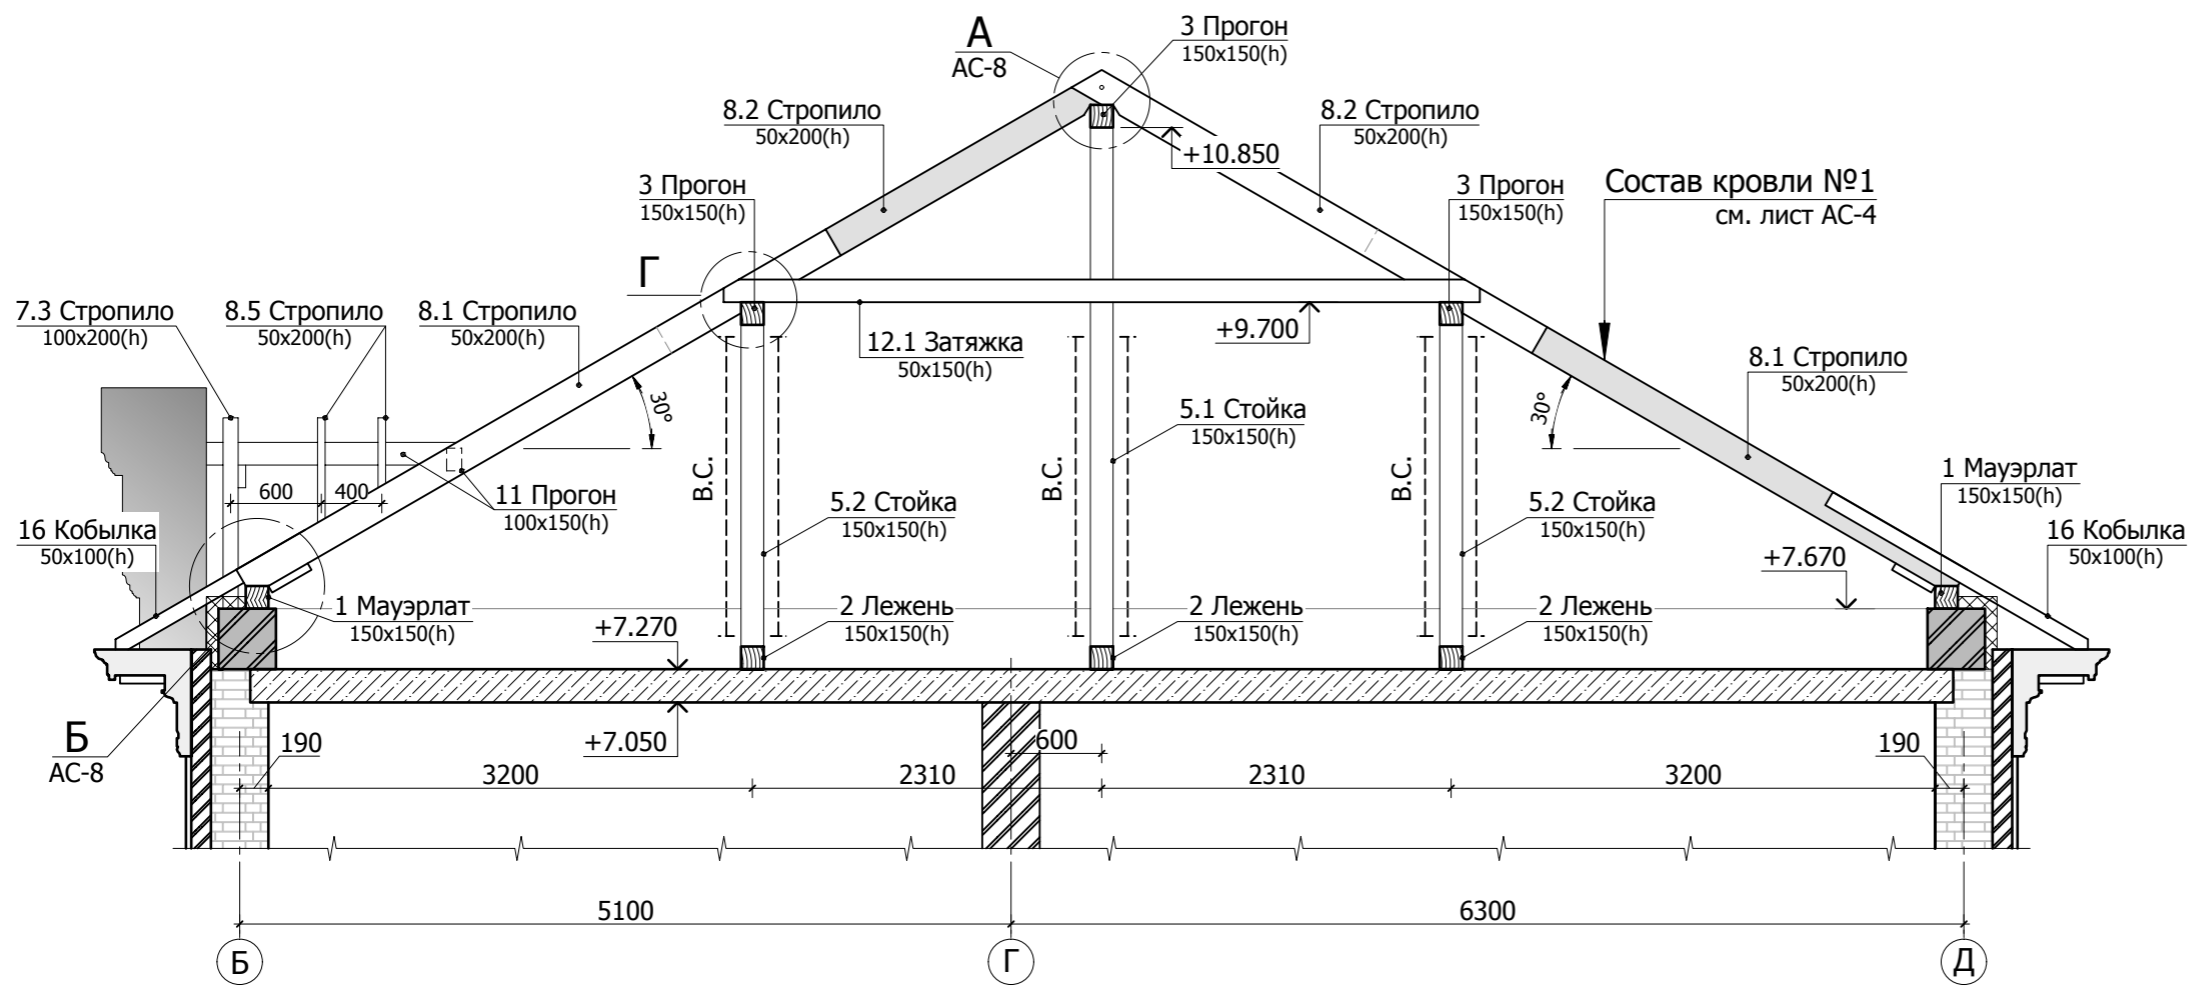 А
АС-8
3 Прогон
150x150(h)
8.2 Стропило
50x200(h)
8.2 Стропило
50x200(h)
+10.850
3 Прогон
150x150(h)
3 Прогон
150x150(h)
Состав кровли №1
см. лист АС-4
Г
7.3 Стропило
100x200(h)
8.5 Стропило
50x200(h)
8.1 Стропило
50x200(h)
+9.700
12.1 Затяжка
50x150(h)
8.1 Стропило
50x200(h)
30°
30°
5.1 Стойка
150x150(h)
В.С.
В.С.
В.С.
600
400
11 Прогон
100x150(h)
5.2 Стойка
150x150(h)
5.2 Стойка
150x150(h)
1 Мауэрлат
150x150(h)
16 Кобылка
50x100(h)
16 Кобылка
50x100(h)
+7.670
1 Мауэрлат
150x150(h)
2 Лежень
150x150(h)
2 Лежень
150x150(h)
2 Лежень
150x150(h)
+7.270
Б
АС-8
+7.050
600
190
190
3200
2310
2310
3200
5100
6300
Б
Г
Д